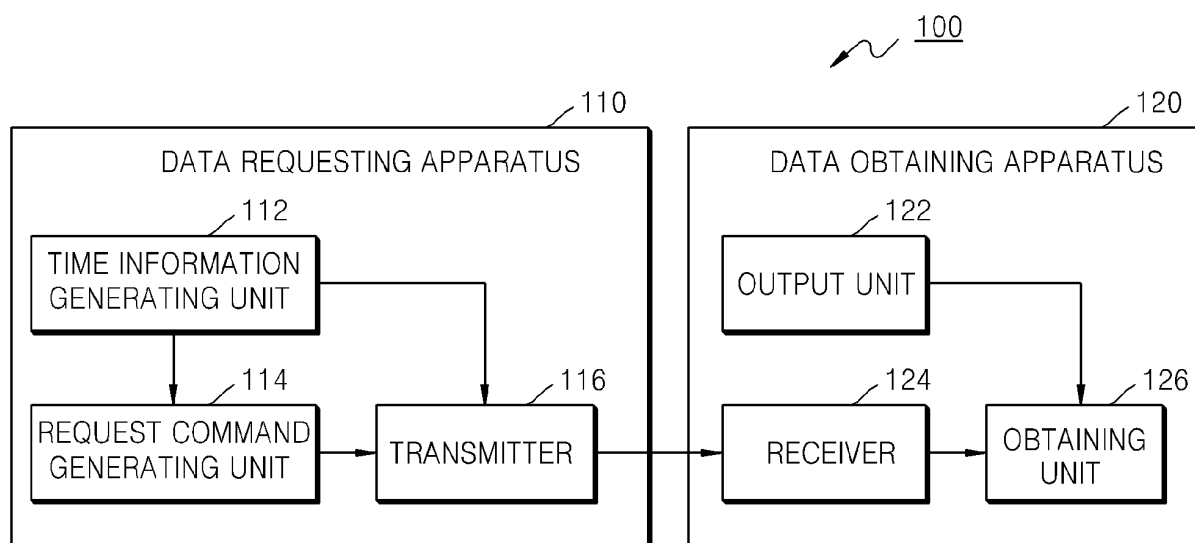 100
110
120
DATA REQUESTING APPARATUS
DATA OBTAINING APPARATUS
112
122
TIME INFORMATION
GENERATING UNIT
OUTPUT UNIT
114
116
124
126
REQUEST COMMAND
GENERATING UNIT
TRANSMITTER
RECEIVER
OBTAINING
UNIT